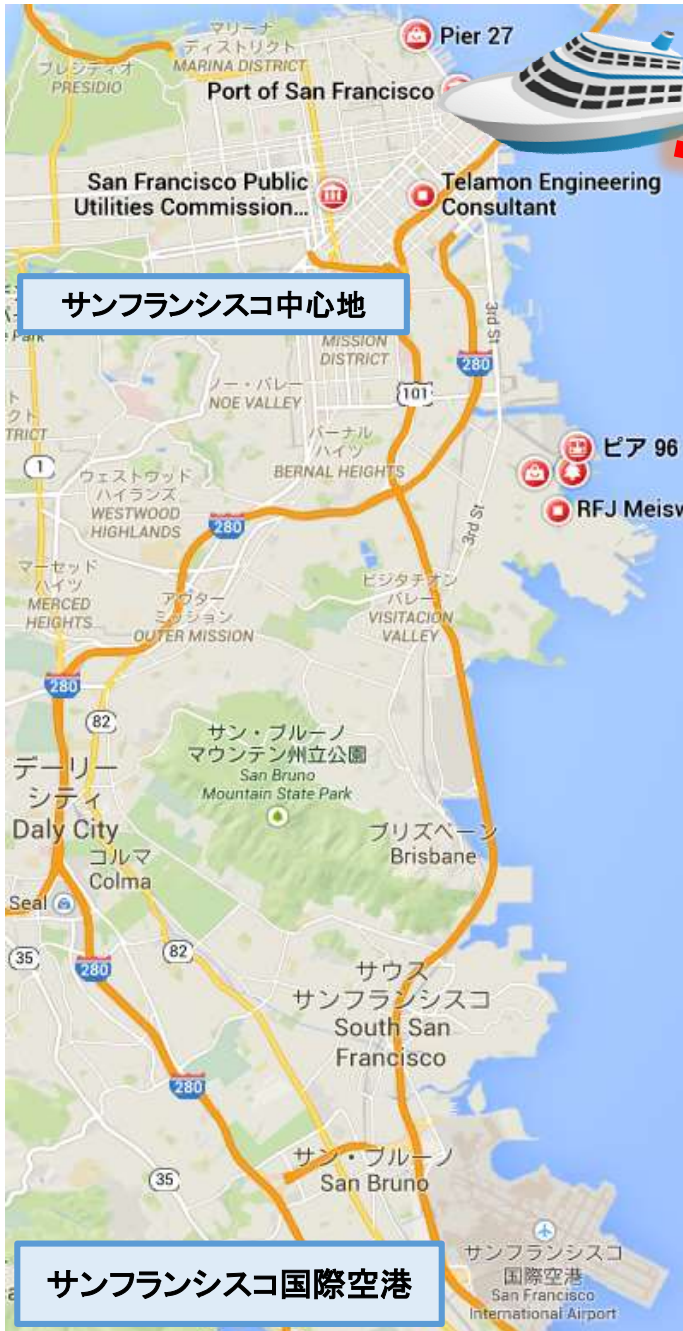 マリーナ
ディストリクト
MARINA DISTRICT
Pier 27
プレシディオ
PRESIDIO
Port of San Francisco
San Francisco Public
Utilities Commission...
Telamon Engineering
Consultant
サンフランシスコ中心地
3rd St
MISSION
DISTRICT
280
ノー・バレー
NOE VALLEY
101
TRICT
バーナル
ハイツ
BERNAL HEIGHTS
ピア 96
1
ウェストウッド
ハイランズ
WESTWOOD
HIGHLANDS
RFJ Meisw
280
3rd St
マーセッド
ハイツ
MERCED
HEIGHTS
アウター
ミッション
OUTER MISSION
ビジタチオン
バレー
VISITACION
VALLEY
280
82
サン・ブルーノ
マウンテン州立公園
San Bruno
Mountain State Park
デーリー
シティ
Daly City
ブリズベーン
Brisbane
コルマ
Colma
Seal
35
82
280
サウス
サンフランシスコ
South San
Francisco
280
サン・ブルーノ
San Bruno
35
サンフランシスコ
国際空港
San Francisco
International Airport
サンフランシスコ国際空港